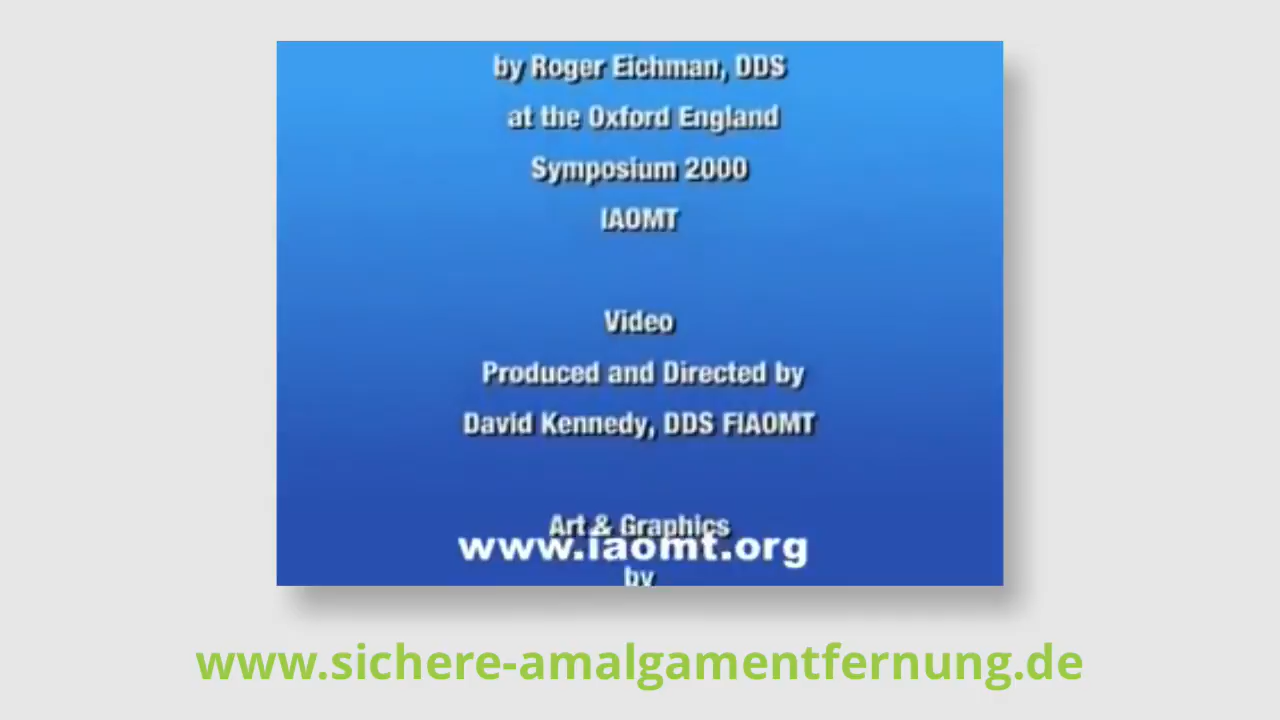 by Roger Eichman, DDS
at the Oxford England
Symposium 2000
IAOMT
Video
Produced and Directed by
David Kennedy, DDS FIAOMT
Art & Graphics
www.iaomt.org
by
www.sichere-amalgamentfernung.de